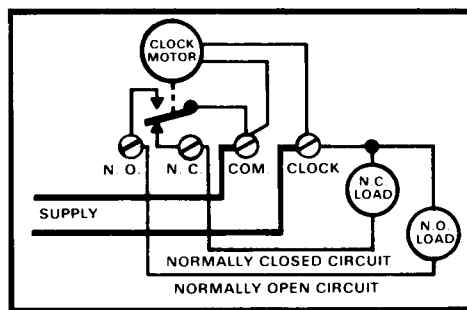 CLOCK
MOTOR
N. O.
N. C.
COM.
CLOCK
N.C.
LOAD
N.O.
LOAD
SUPPLY
NORMALLY CLOSED CIRCUIT
NORMALLY OPEN CIRCUIT